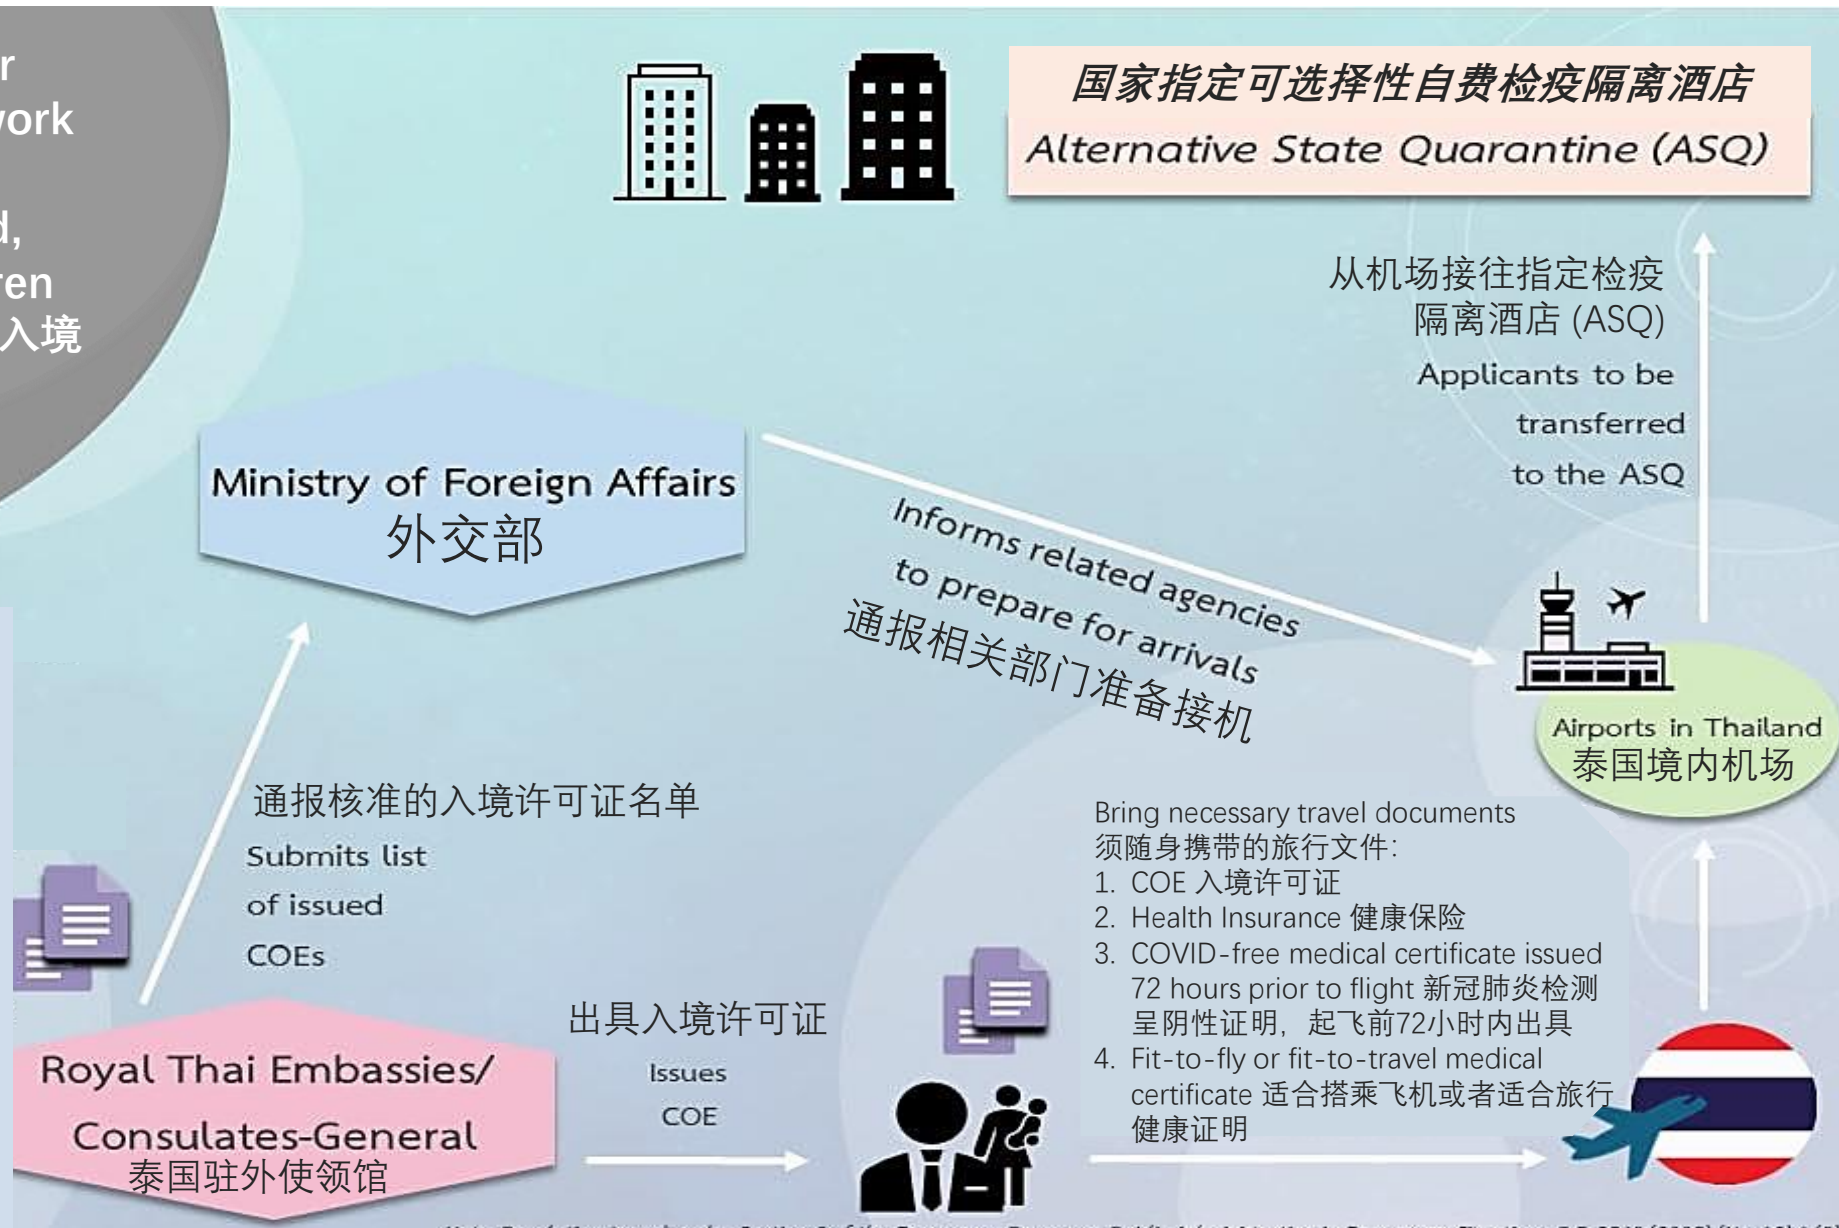 work
ren
入境
国家指定可选择性自费检疫隔离酒店
Alternative State Quarantine (ASQ)
从机场接往指定检疫
隔离酒店 (ASQ)
Applicants to be
transferred
to the ASQ
Ministry of Foreign Affairs
外交部
Informs related agencies
to prepare for arrivals
通报相关部门准备接机
Airports in Thailand
泰国境内机场
通报核准的入境许可证名单
Submits list
of issued
COEs
Bring necessary travel documents
须随身携带的旅行文件:
1. COE 入境许可证
2. Health Insurance 健康保险
3. COVID-free medical certificate issued
72 hours prior to flight 新冠肺炎检测
呈阴性证明，起飞前72小时内出具
4. Fit-to-fly or fit-to-travel medical
certificate 适合搭乘飞机或者适合旅行
健康证明
出具入境许可证
Issues
COE
Royal Thai Embassies/
Consulates-General
泰国驻外使领馆